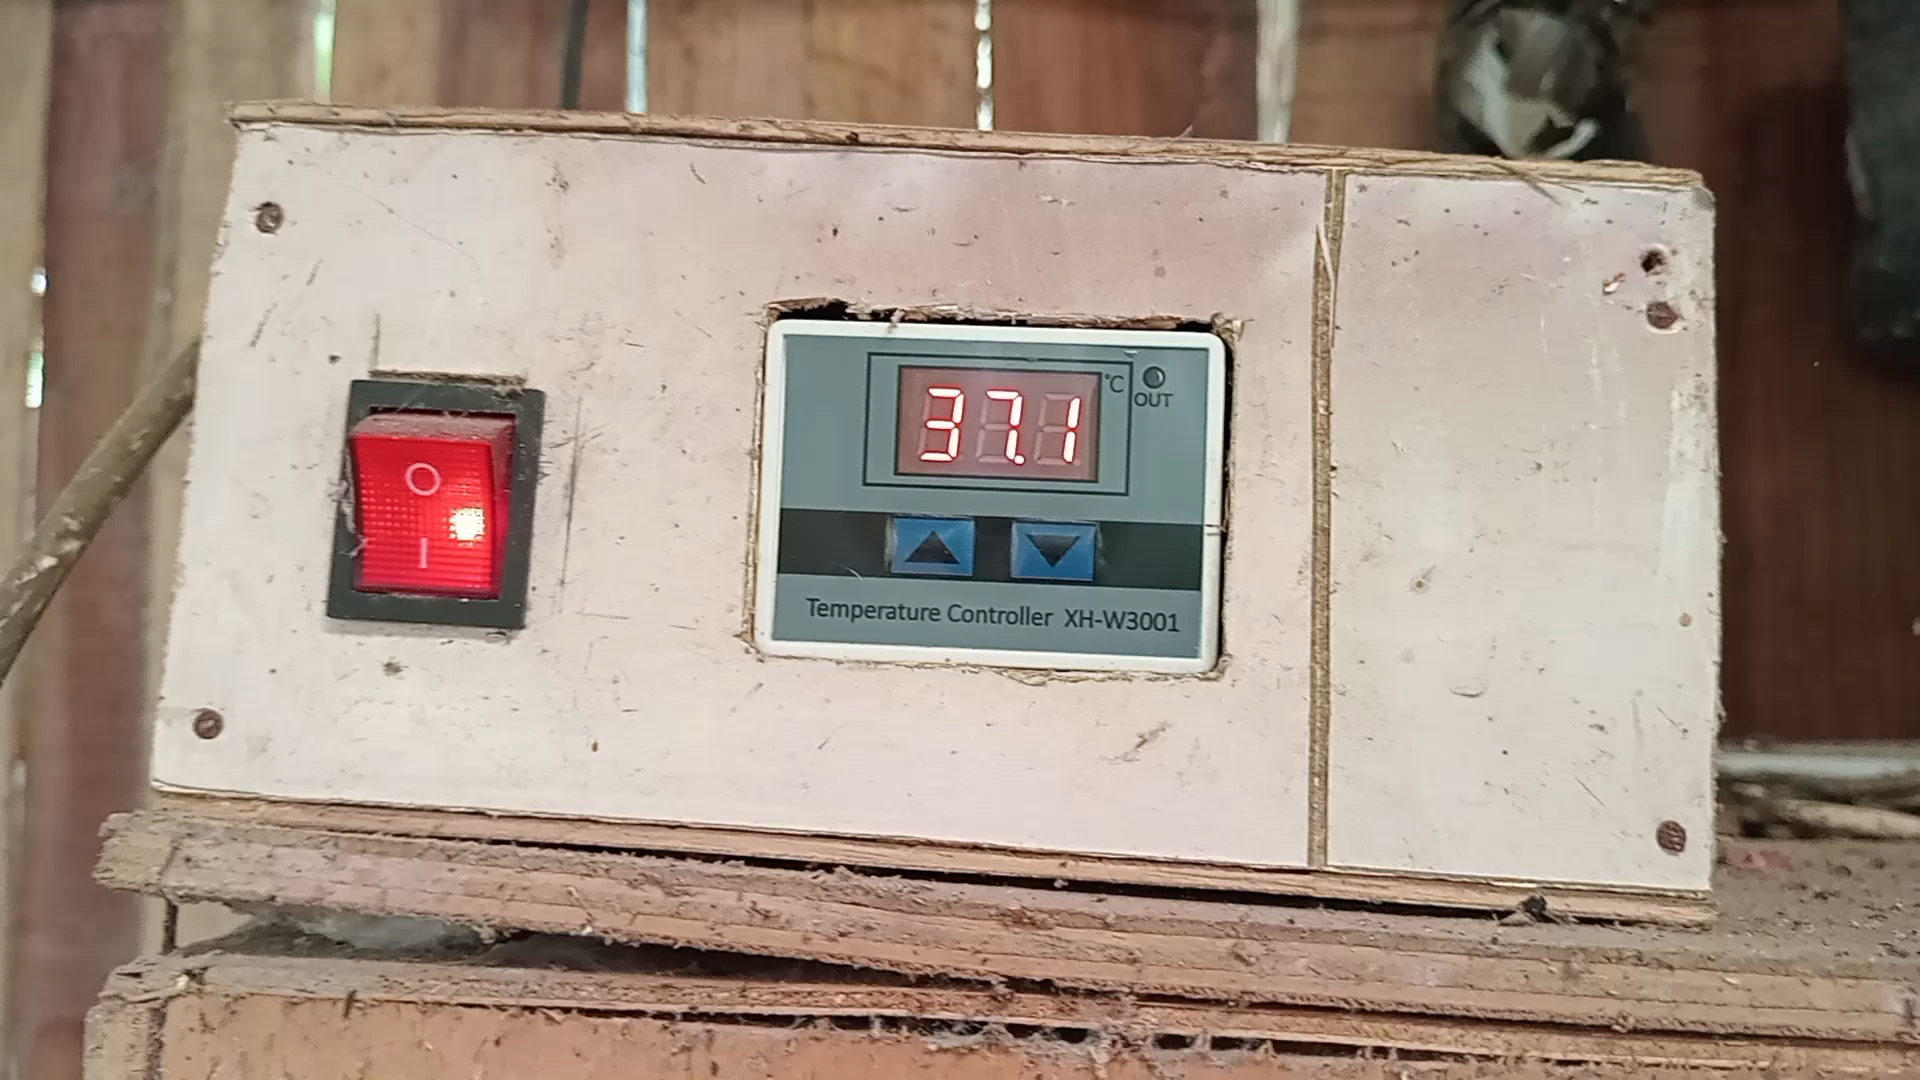 37.1
°C
OUT
O
I
Temperature Controller XH-W3001